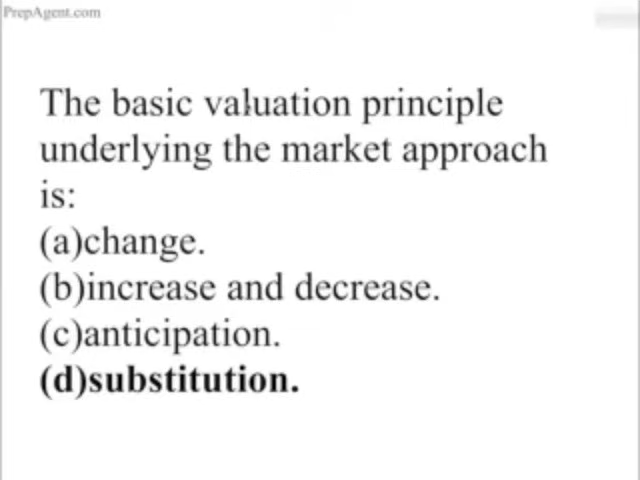 PrepAgent.com
The basic valuation principle
underlying the market approach
is:
(a)change.
(b)increase and decrease.
(c)anticipation.
(d)substitution.